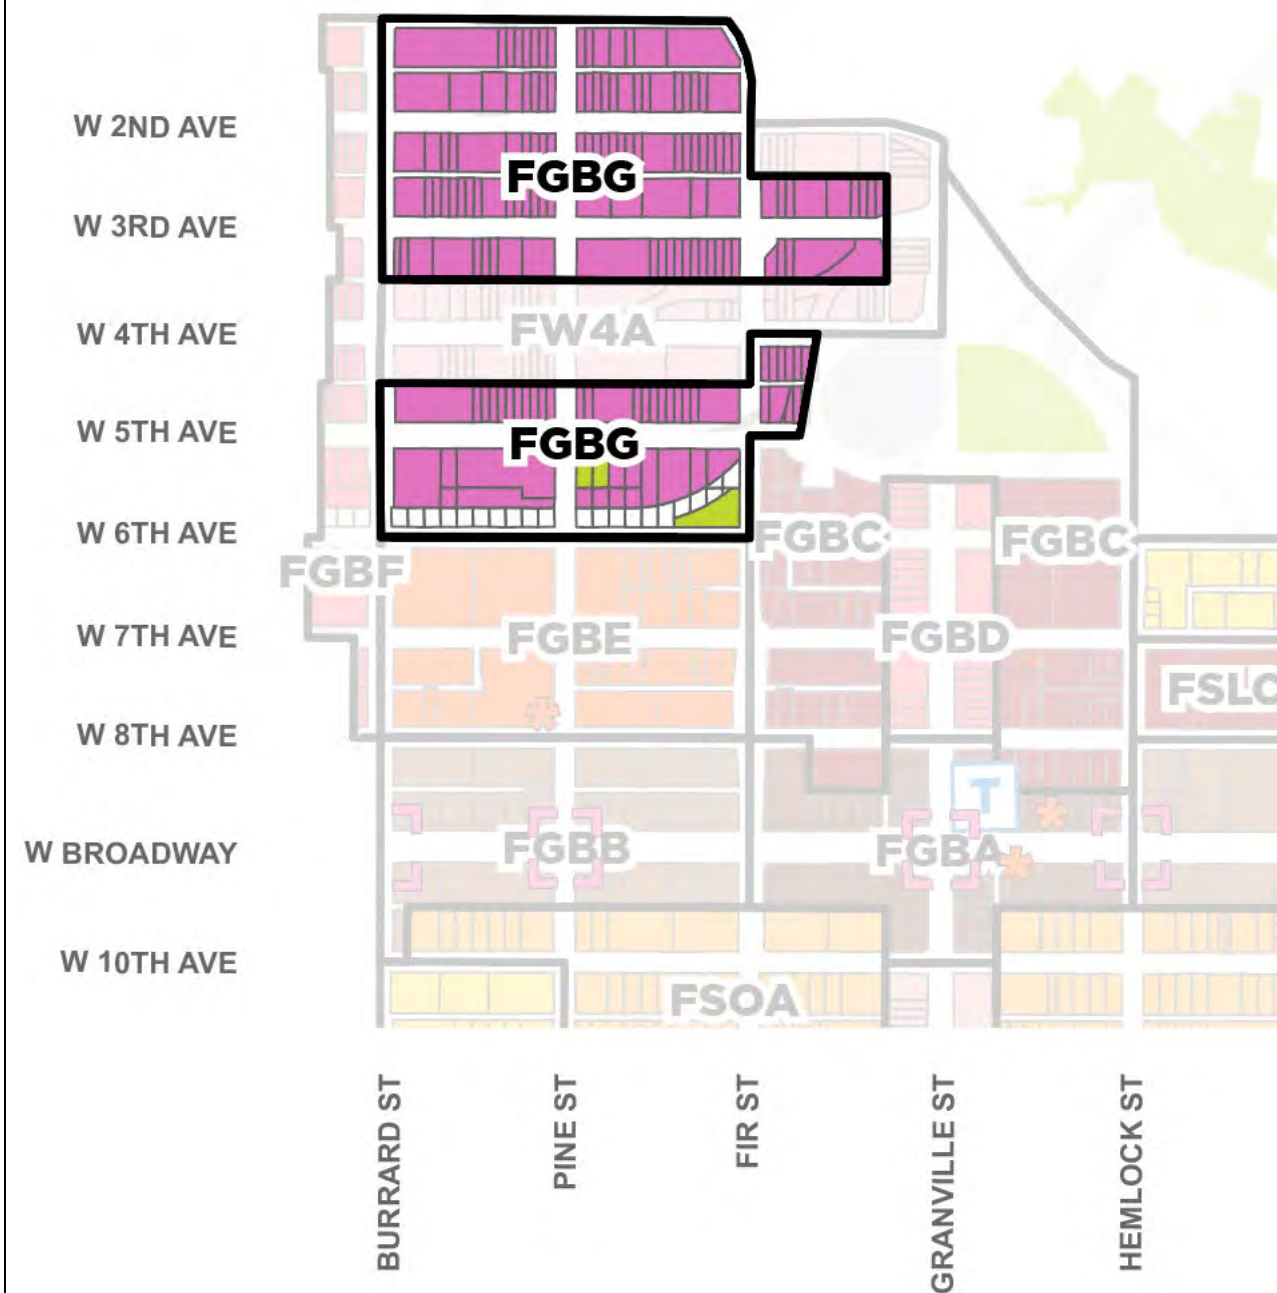 W 2ND AVE
FGBG
W 3RD AVE
W 4TH AVE
FW4A
W 5TH AVE
FGBG
W 6TH AVE
FGBC
FGBC
FGBF
W 7TH AVE
FGBE
FGBD
FSLC
W 8TH AVE
T
W BROADWAY
FGBB
FGBA
W 10TH AVE
FSOA
BURRARD ST
PINE ST
FIR ST
GRANVILLE ST
HEMLOCK ST